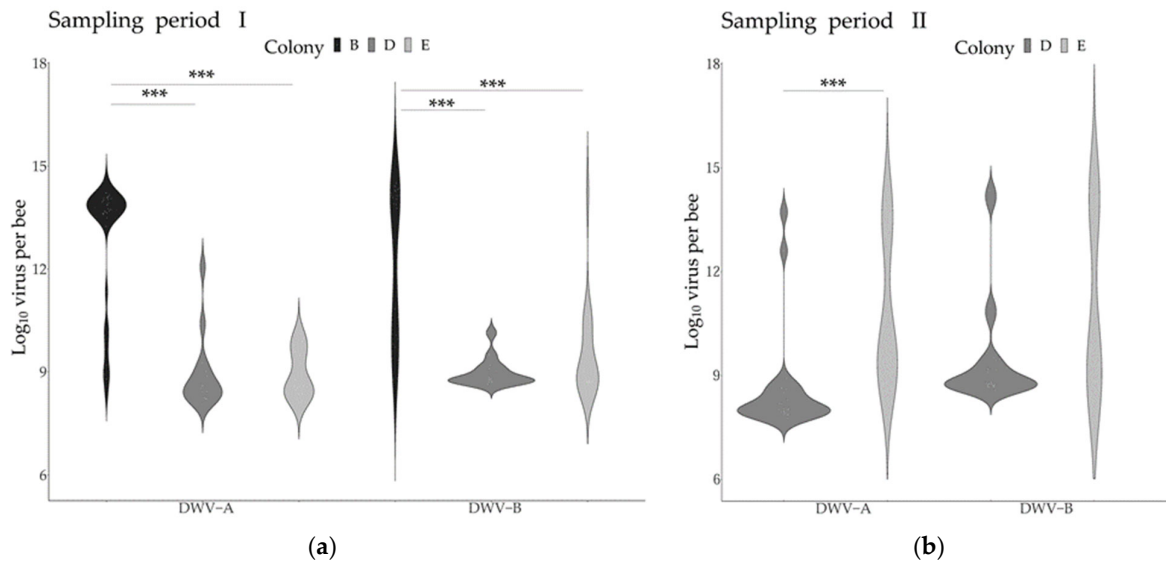 Sampling period I
Colony B D E
Log10 virus per bee
18
15
12
9
6
***
***
***
***
DWV-A
DWV-B
(a)
Sampling period II
Colony D E
Log10 virus per bee
18
15
12
9
6
***
DWV-A
DWV-B
(b)